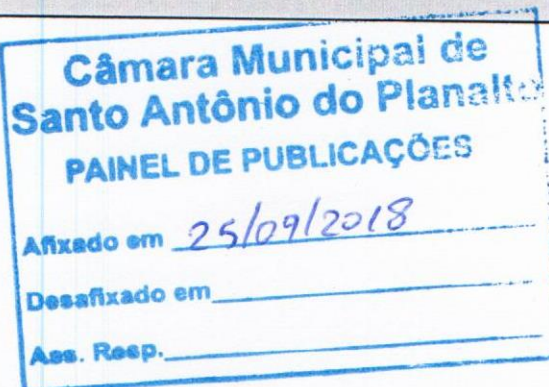 Câmara Municipal de
Santo Antônio do Planalto
PAINEL DE PUBLICAÇÕES
Afixado em 25/09/2018
Desafixado em
Ass. Resp.